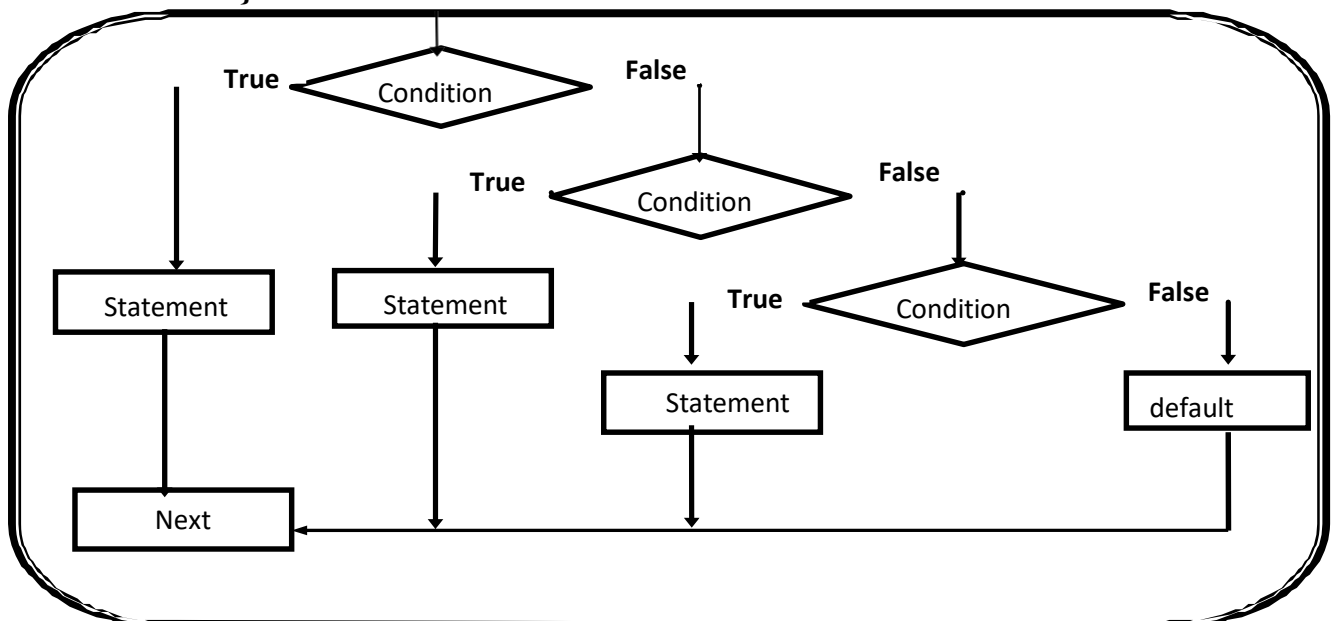 True
Condition
False
True
Condition
False
Statement
Statement
True
Condition
False
Statement
default
Next